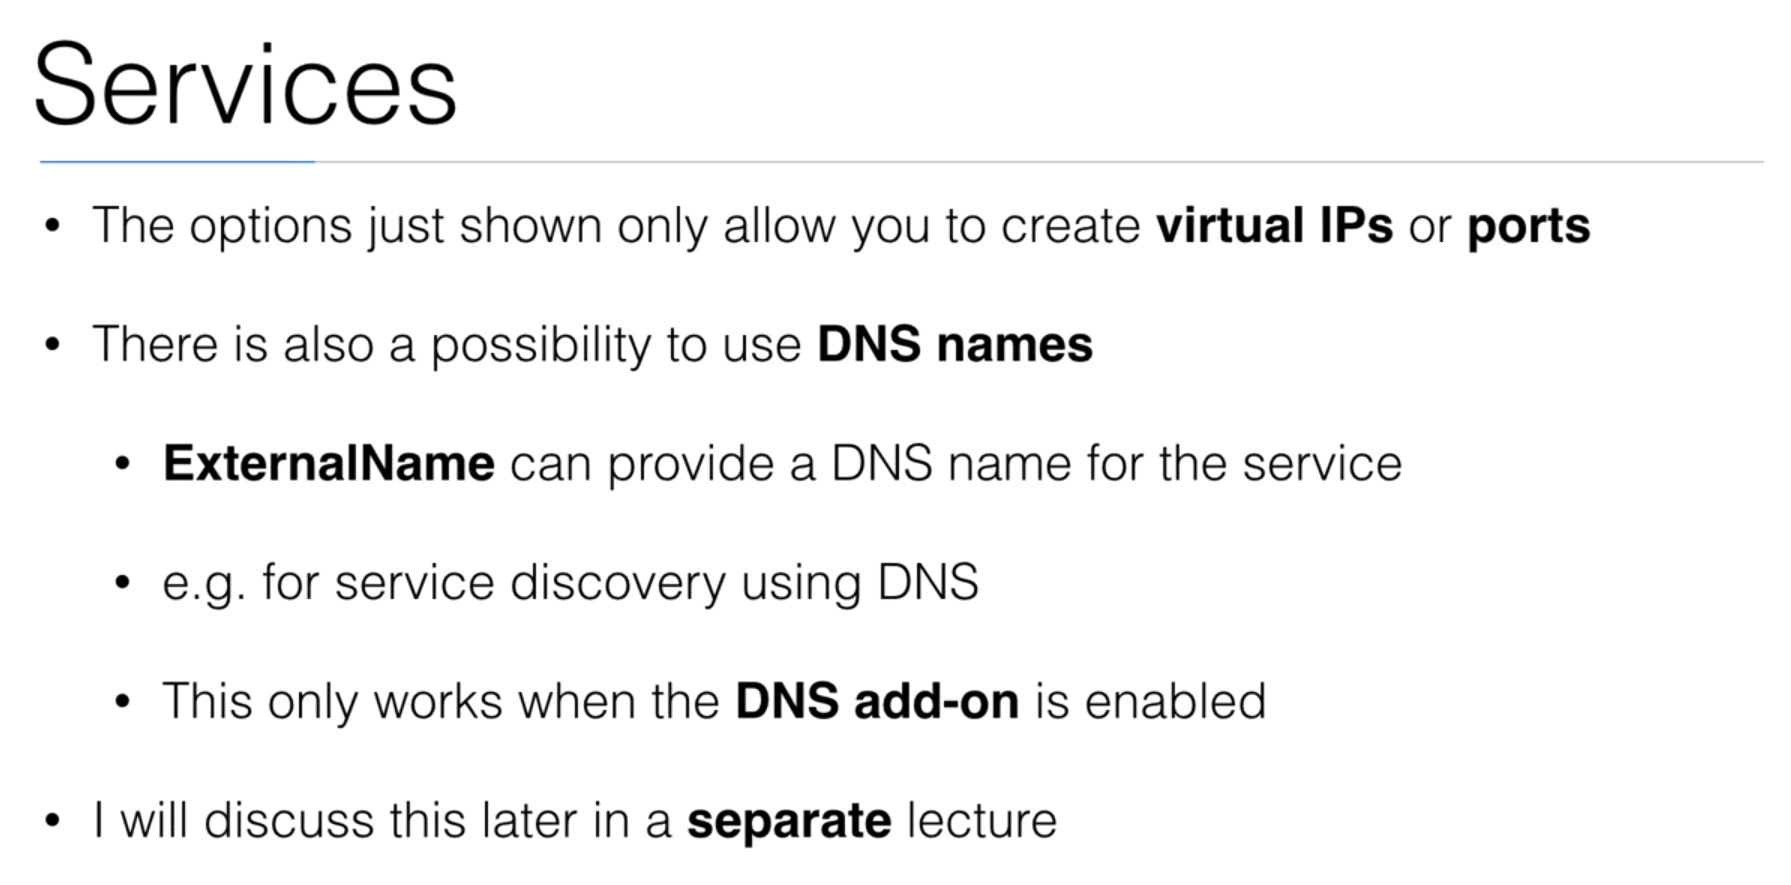 Services
• The options just shown only allow you to create virtual IPs or ports
• There is also a possibility to use DNS names
• ExternalName can provide a DNS name for the service
• e.g. for service discovery using DNS
• This only works when the DNS add-on is enabled
• I will discuss this later in a separate lecture